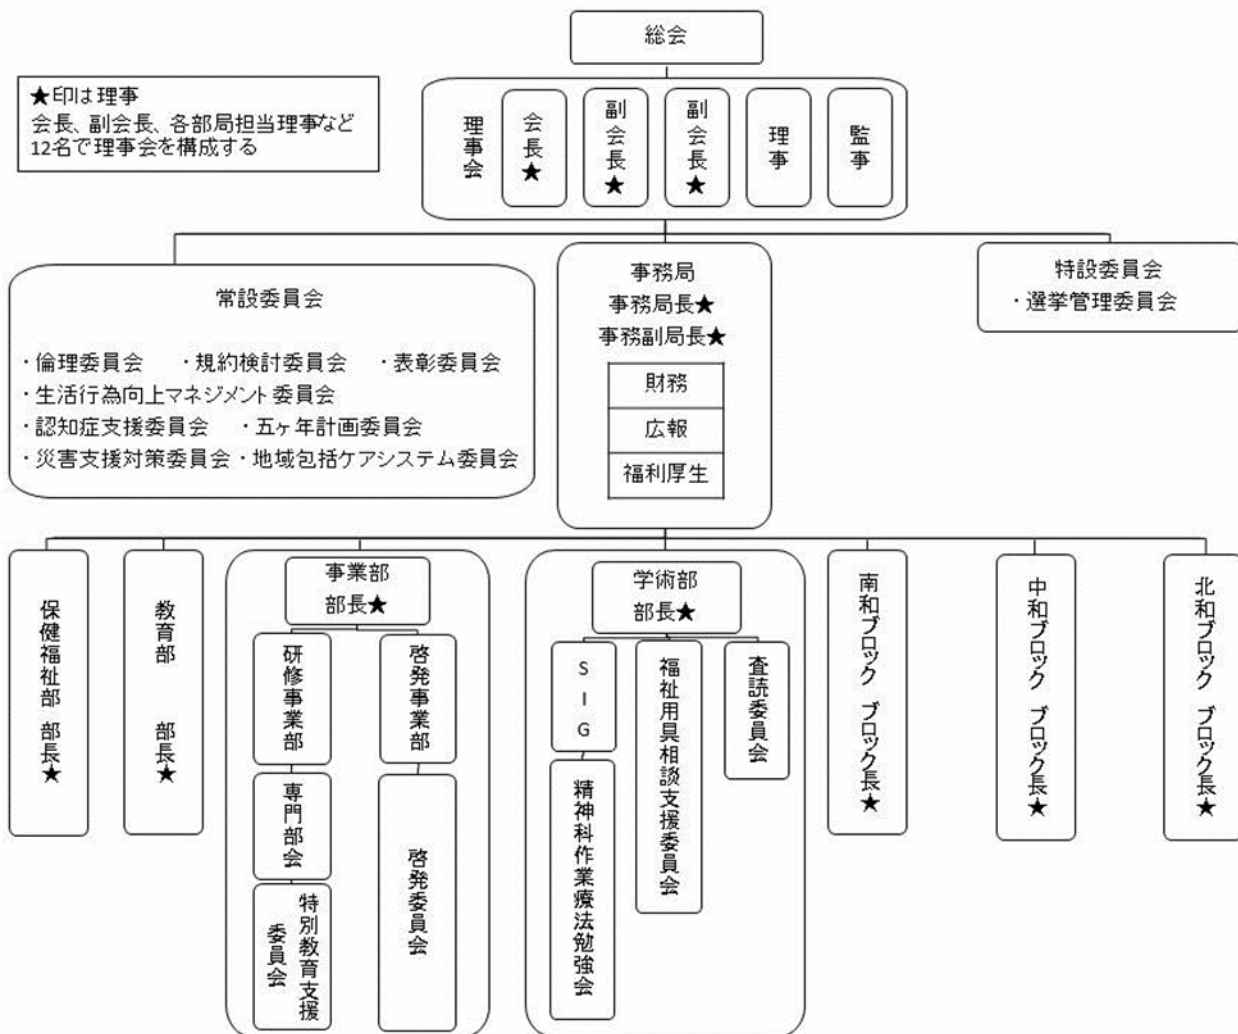 総会
★印は理事
会長、副会長、各部局担当理事など
12名で理事会を構成する
理事会
会長★
副会長★
副会長★
理事
監事
常設委員会
・倫理委員会 ・規約検討委員会 ・表彰委員会
・生活行為向上マネジメント委員会
・認知症支援委員会 ・五ヶ年計画委員会
・災害支援対策委員会・地域包括ケアシステム委員会
事務局
事務局長★
事務副局長★
財務
広報
福利厚生
特設委員会
・選挙管理委員会
保健福祉部 部長★
教育部 部長★
事業部
部長★
研修事業部
専門部会
特別教育支援
委員会
啓発事業部
啓発委員会
学術部
部長★
SIG
精神科作業療法勉強会
福祉用具相談支援委員会
査読委員会
南和ブロック ブロック長★
中和ブロック ブロック長★
北和ブロック ブロック長★